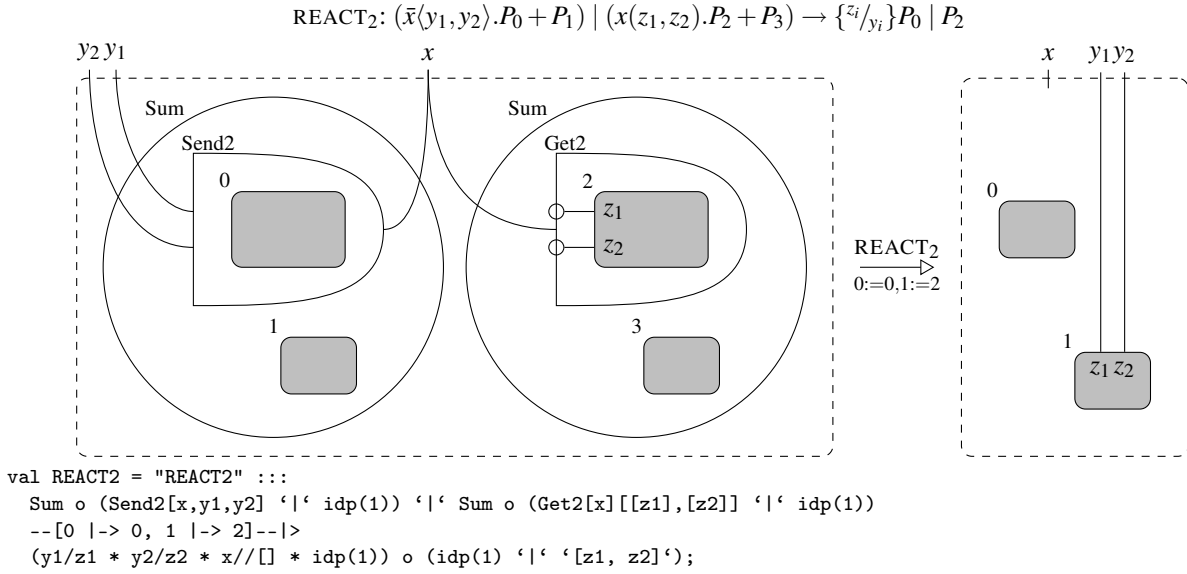 REACT₂: (x̄⟨y₁, y₂⟩.P₀ + P₁) | (x(z₁, z₂).P₂ + P₃) → {ᶻⁱ/ᵧᵢ}P₀ | P₂
y₂ y₁ x x y₁ y₂
Sum Sum
Send2 Get2
0 2
z₁
z₂
0
REACT₂
0:=0,1:=2
1 3
1
z₁ z₂
val REACT2 = "REACT2" :::
Sum o (Send2[x,y1,y2] ‘|‘ idp(1)) ‘|‘ Sum o (Get2[x][[z1],[z2]] ‘|‘ idp(1))
--[0 |-> 0, 1 |-> 2]--|>
(y1/z1 * y2/z2 * x//[] * idp(1)) o (idp(1) ‘|‘ ‘[z1, z2]‘);